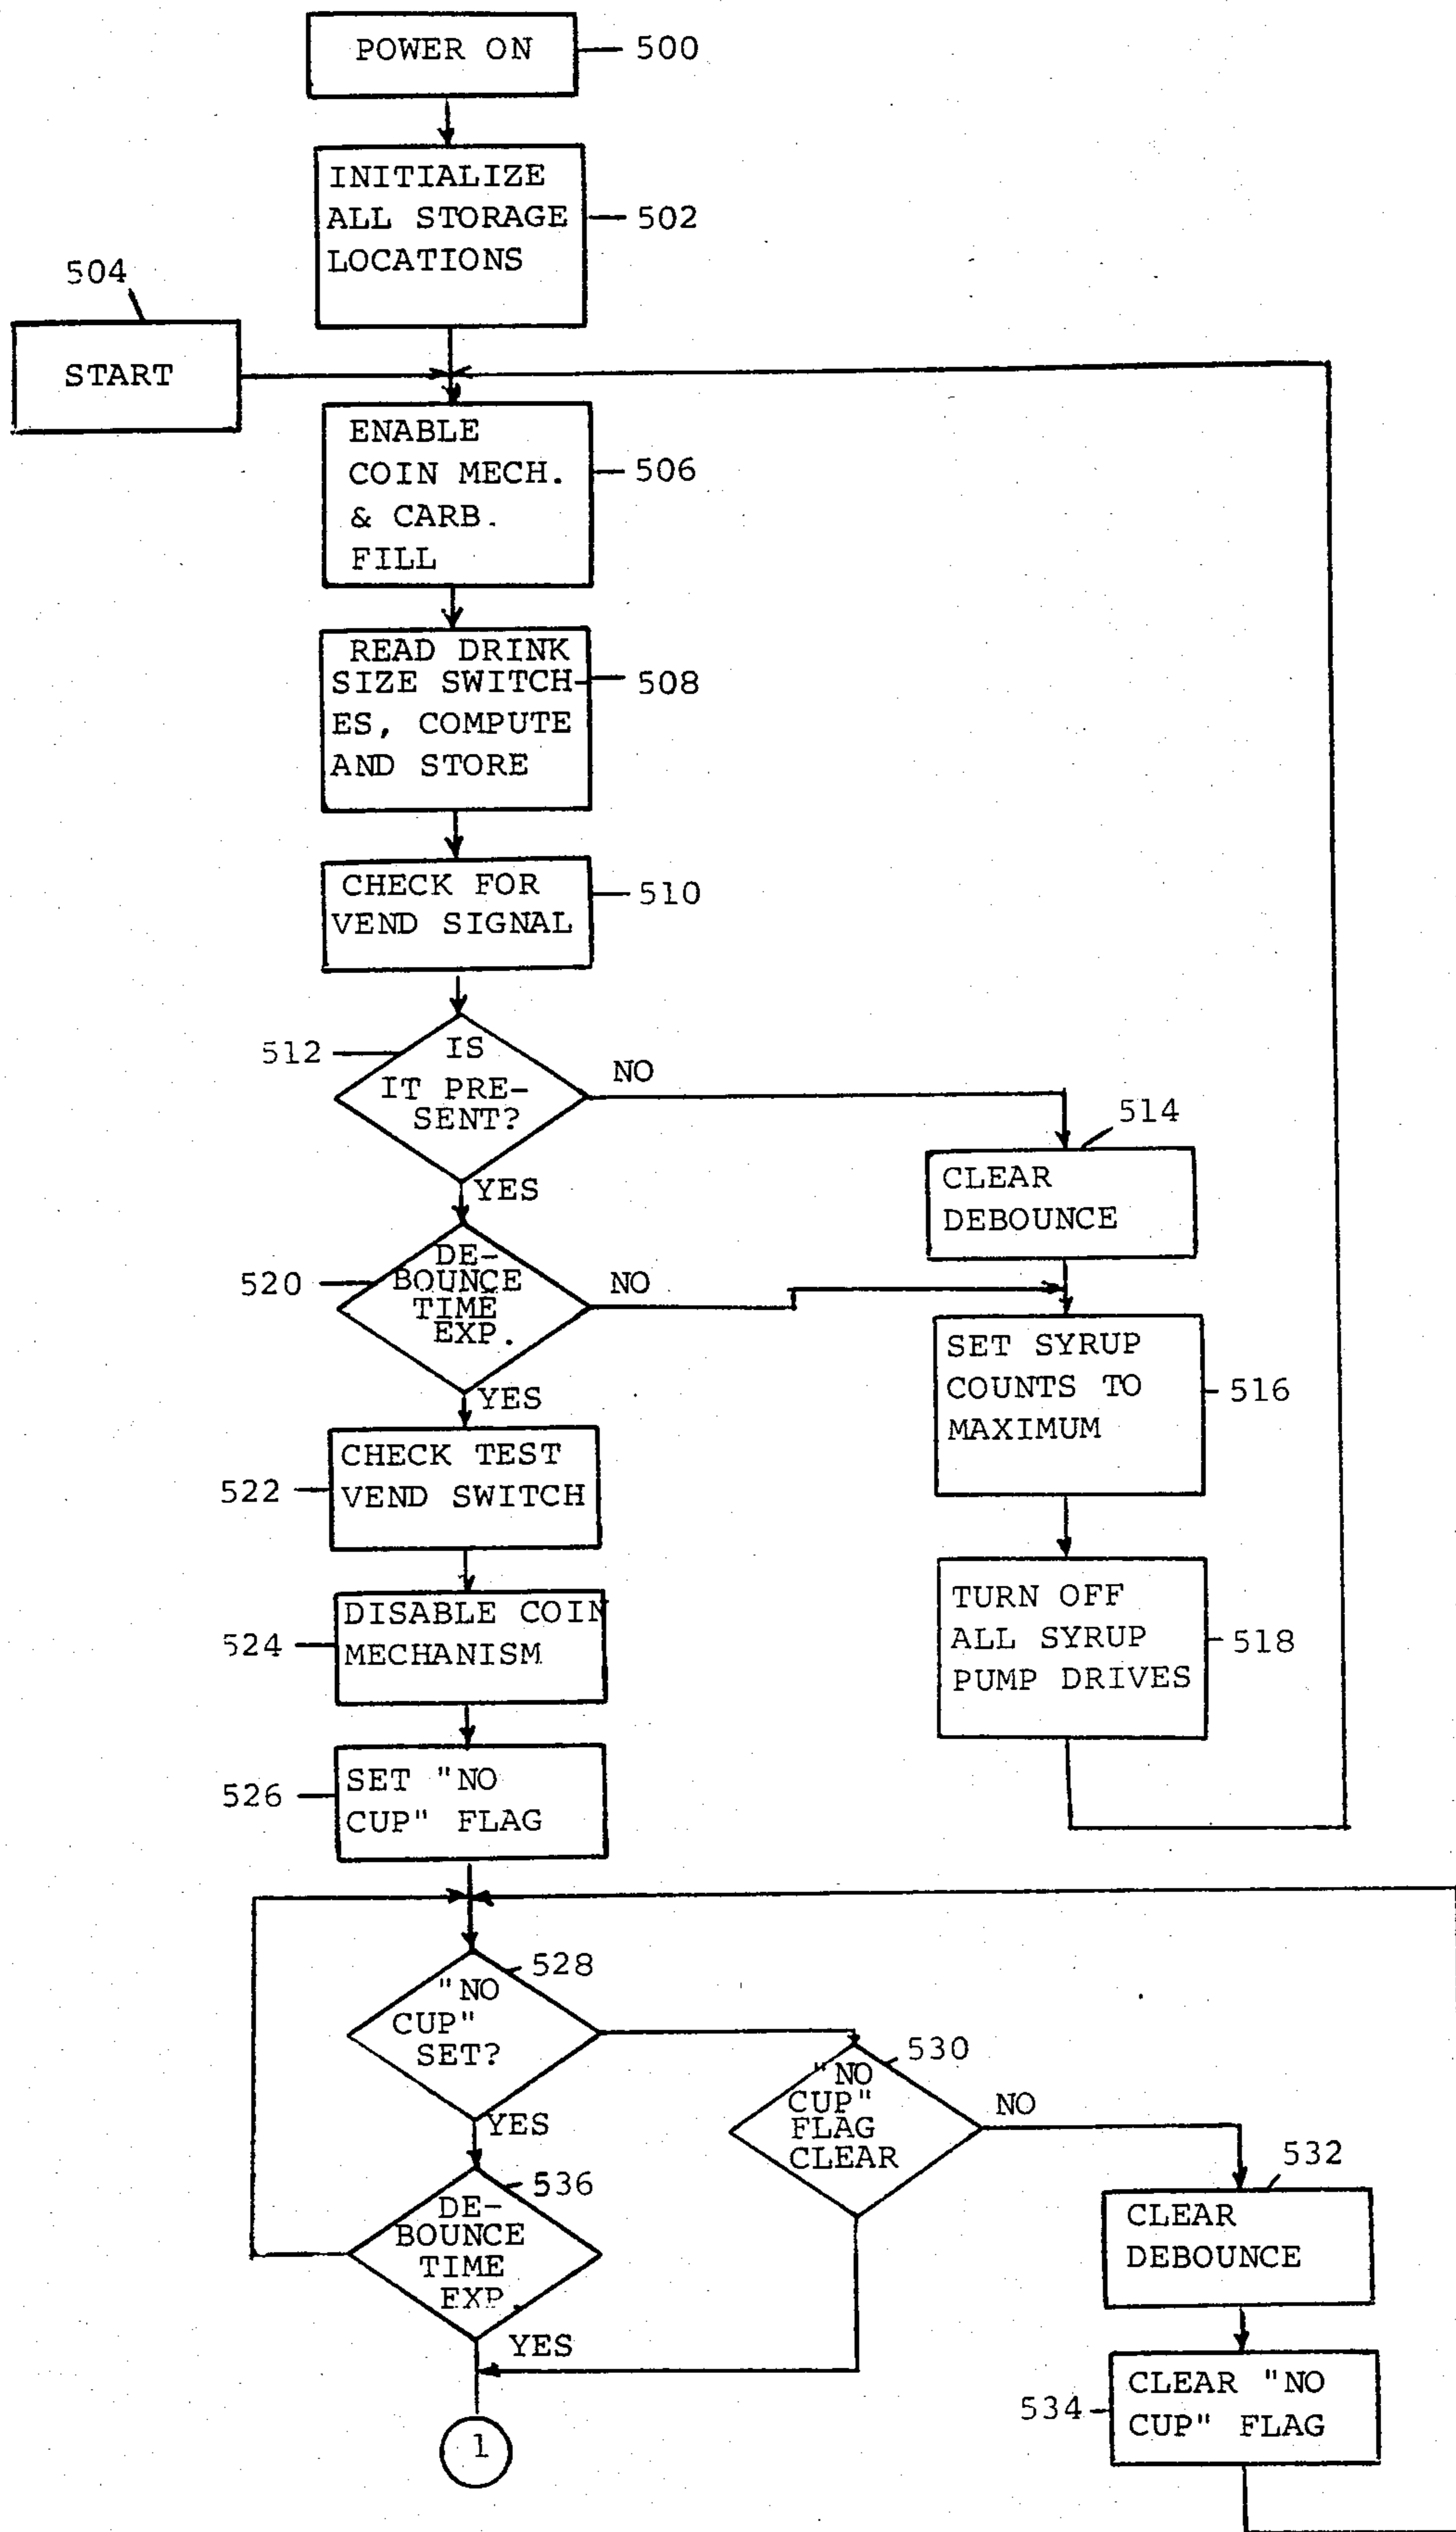 POWER ON
500
INITIALIZE
ALL STORAGE
LOCATIONS
502
504
START
ENABLE
COIN MECH.
& CARB.
FILL
506
READ DRINK
SIZE SWITCH-
ES, COMPUTE
AND STORE
508
CHECK FOR
VEND SIGNAL
510
512
IS
IT PRE-
SENT?
NO
YES
514
CLEAR
DEBOUNCE
520
DE-
BOUNCE
TIME
EXP.
NO
YES
SET SYRUP
COUNTS TO
MAXIMUM
516
CHECK TEST
VEND SWITCH
522
TURN OFF
ALL SYRUP
PUMP DRIVES
518
DISABLE COIN
MECHANISM
524
SET "NO
CUP" FLAG
526
528
"NO
CUP"
SET?
YES
530
"NO
CUP"
FLAG
CLEAR
NO
532
CLEAR
DEBOUNCE
536
DE-
BOUNCE
TIME
EXP.
YES
534
CLEAR "NO
CUP" FLAG
1